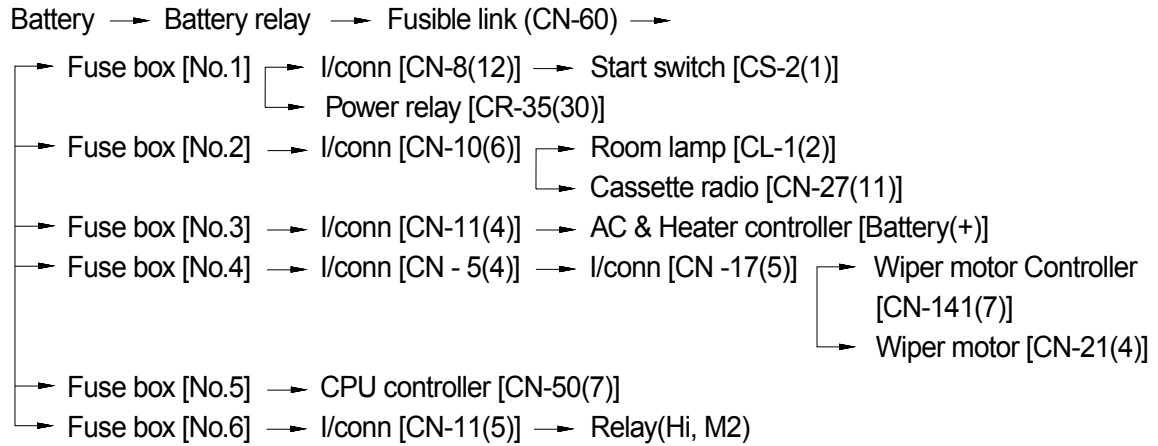 Battery → Battery relay → Fusible link (CN-60) →
Fuse box [No.1] → I/conn [CN-8(12)] → Start switch [CS-2(1)]
→ Power relay [CR-35(30)]
→ Fuse box [No.2] → I/conn [CN-10(6)] → Room lamp [CL-1(2)]
→ Cassette radio [CN-27(11)]
→ Fuse box [No.3] → I/conn [CN-11(4)] → AC & Heater controller [Battery(+)]
→ Fuse box [No.4] → I/conn [CN - 5(4)] → I/conn [CN -17(5)] → Wiper motor Controller
[CN-141(7)]
→ Wiper motor [CN-21(4)]
→ Fuse box [No.5] → CPU controller [CN-50(7)]
→ Fuse box [No.6] → I/conn [CN-11(5)] → Relay(Hi, M2)